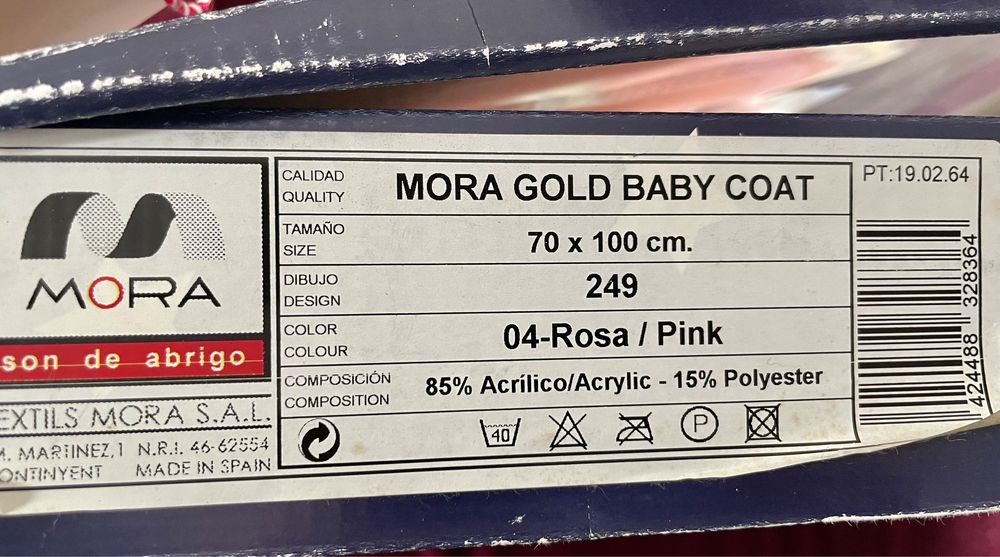 MORA
son de abrigo
EXTILS MORA S.A.L.
M. MARTINEZ,1 N.R.I. 46-62554
ONTINYENT MADE IN SPAIN
CALIDAD
QUALITY
MORA GOLD BABY COAT
TAMAÑO
SIZE
70 x 100 cm.
DIBUJO
DESIGN
249
COLOR
COLOUR
04-Rosa / Pink
COMPOSICIÓN
COMPOSITION
85% Acrílico/Acrylic - 15% Polyester
40
P
PT:19.02.64
424488 328364